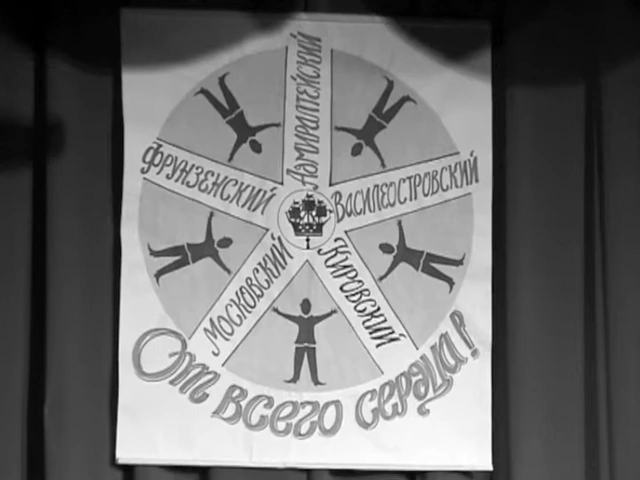 Адмиралтейский
Фрунзенский
Василеостровский
Московский
Кировский
От всего сердца!